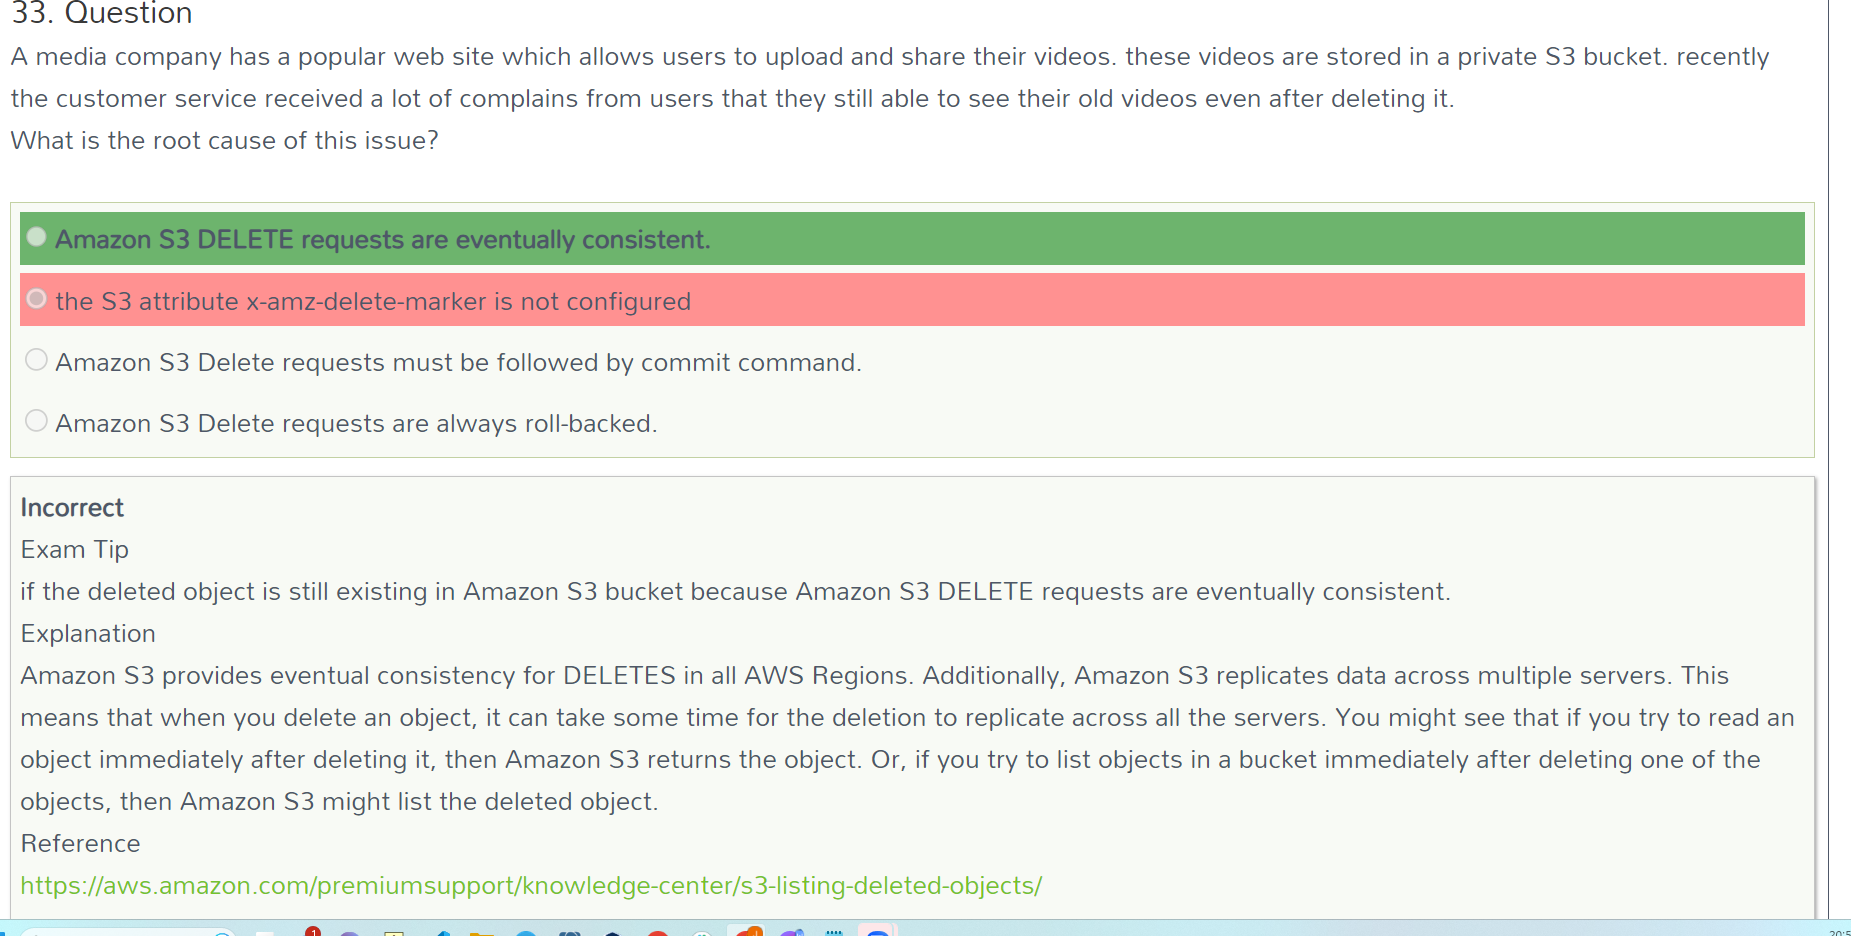 33. Question
A media company has a popular web site which allows users to upload and share their videos. these videos are stored in a private S3 bucket. recently
the customer service received a lot of complains from users that they still able to see their old videos even after deleting it.
What is the root cause of this issue?
Amazon S3 DELETE requests are eventually consistent.
the S3 attribute x-amz-delete-marker is not configured
Amazon S3 Delete requests must be followed by commit command.
Amazon S3 Delete requests are always roll-backed.
Incorrect
Exam Tip
if the deleted object is still existing in Amazon S3 bucket because Amazon S3 DELETE requests are eventually consistent.
Explanation
Amazon S3 provides eventual consistency for DELETES in all AWS Regions. Additionally, Amazon S3 replicates data across multiple servers. This
means that when you delete an object, it can take some time for the deletion to replicate across all the servers. You might see that if you try to read an
object immediately after deleting it, then Amazon S3 returns the object. Or, if you try to list objects in a bucket immediately after deleting one of the
objects, then Amazon S3 might list the deleted object.
Reference
https://aws.amazon.com/premiumsupport/knowledge-center/s3-listing-deleted-objects/
1